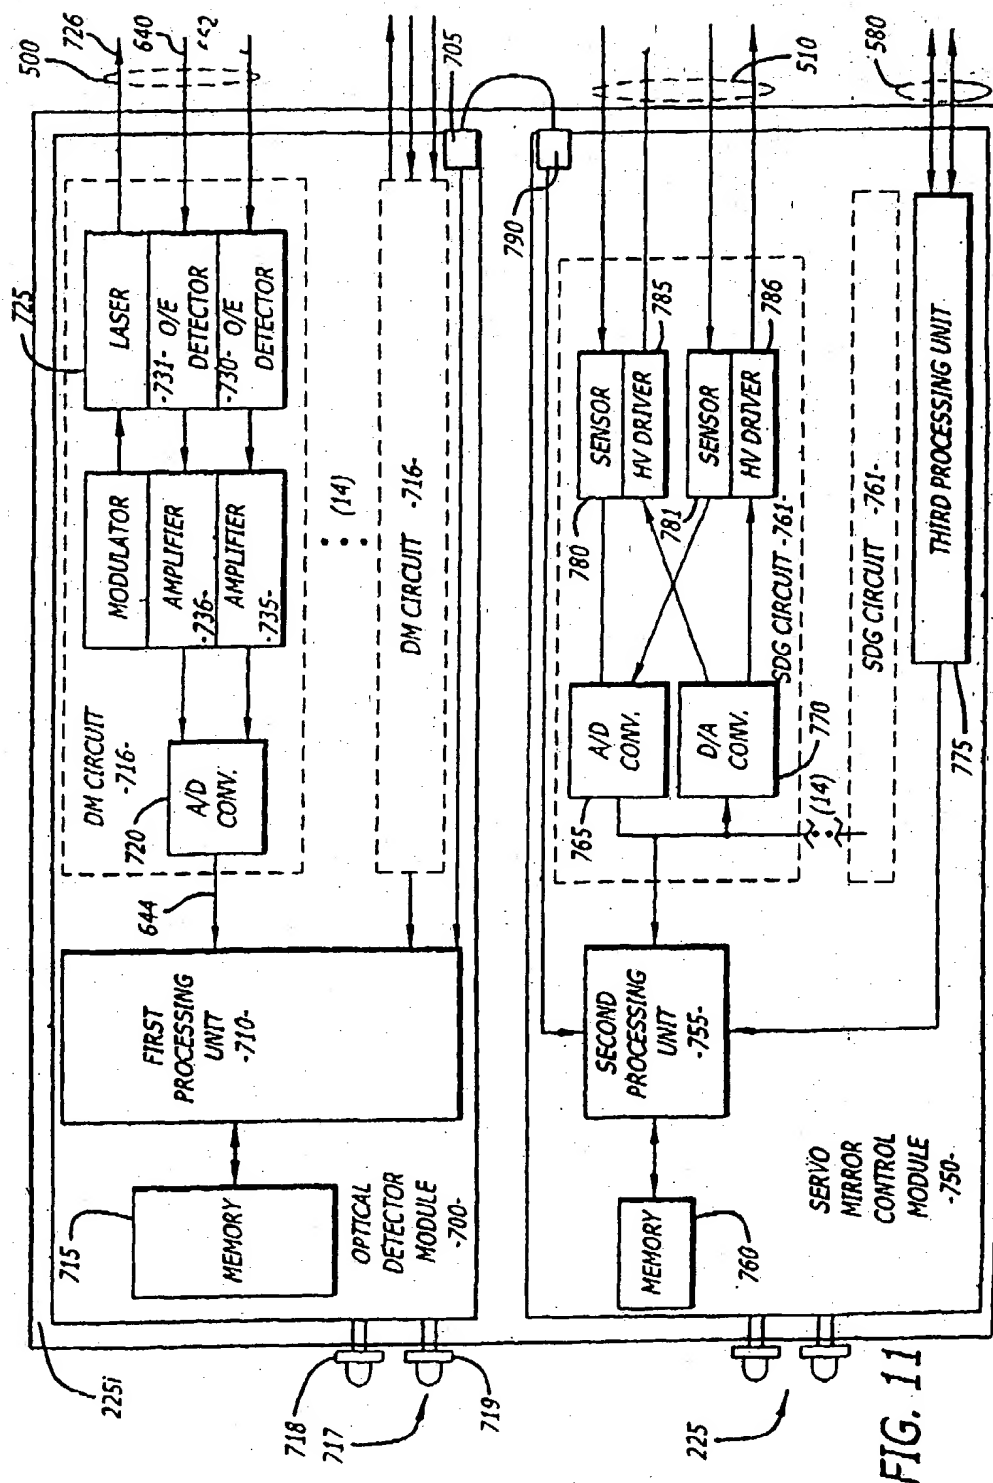 500
726
640
725
LASER
-731- O/E
DETECTOR
-730- O/E
DETECTOR
MODULATOR
AMPLIFIER
-736-
AMPLIFIER
-735-
DM CIRCUIT
-716-
720
A/D
CONV.
644
(14)
DM CIRCUIT -716-
705
FIRST
PROCESSING
UNIT
-710-
715
MEMORY
OPTICAL
DETECTOR
MODULE
-700-
225i
718
717
719
790
510
580
SENSOR
HV DRIVER
785
780
SENSOR
HV DRIVER
786
781
SDG CIRCUIT -761-
A/D
CONV.
765
D/A
CONV.
770
(14)
SDG CIRCUIT -761-
THIRD PROCESSING UNIT
775
SECOND
PROCESSING
UNIT
-755-
MEMORY
760
SERVO
MIRROR
CONTROL
MODULE
-750-
225
FIG. 11